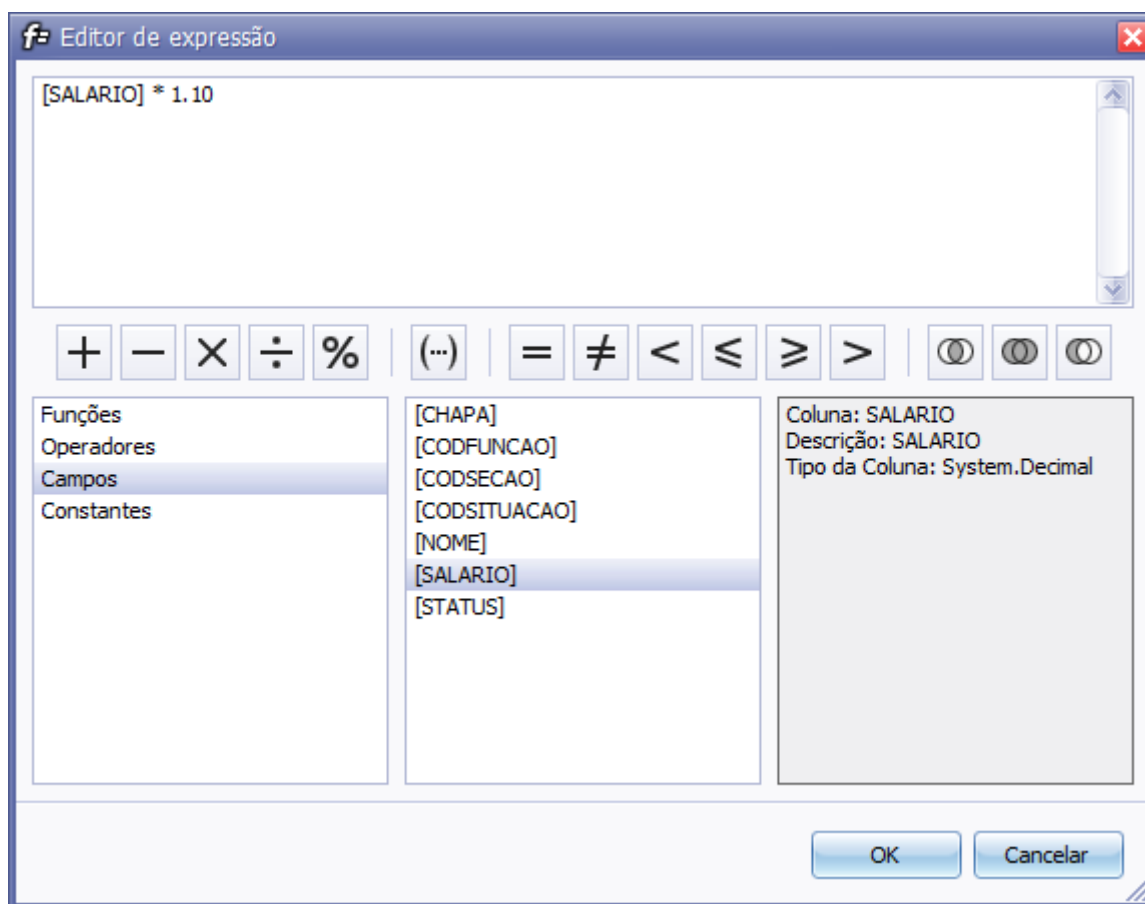 Editor de expressão
[SALARIO] * 1.10
+ − × ÷ % (...) = ≠ < ≤ ≥ >
Funções
Operadores
Campos
Constantes
[CHAPA]
[CODFUNCAO]
[CODSECAO]
[CODSITUACAO]
[NOME]
[SALARIO]
[STATUS]
Coluna: SALARIO
Descrição: SALARIO
Tipo da Coluna: System.Decimal
OK
Cancelar